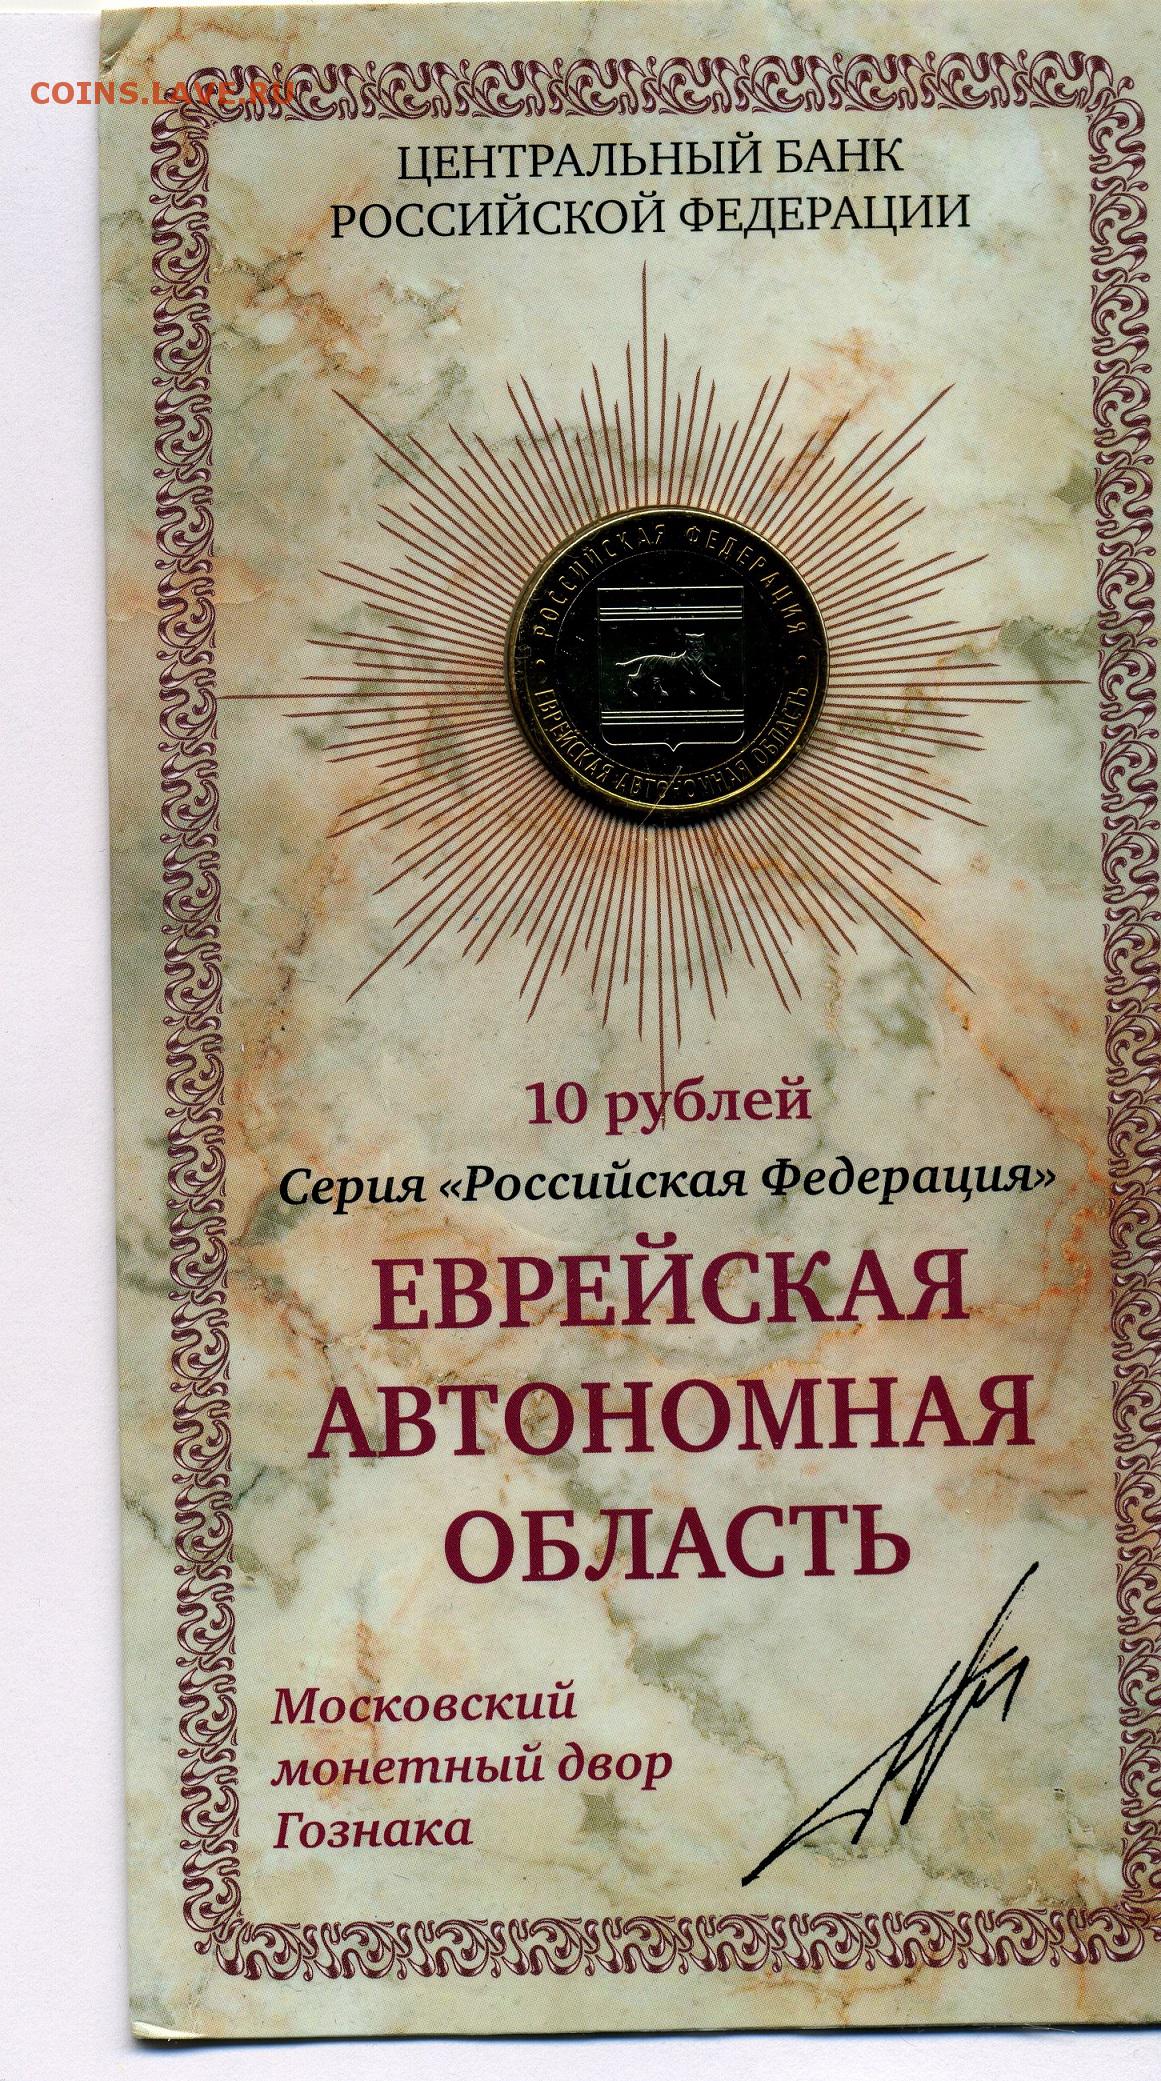 COINS.LAVE.RU
ЦЕНТРАЛЬНЫЙ БАНК
РОССИЙСКОЙ ФЕДЕРАЦИИ
РОССИЙСКАЯ ФЕДЕРАЦИЯ
ЕВРЕЙСКАЯ АВТОНОМНАЯ ОБЛАСТЬ
10 рублей
Серия «Российская Федерация»
ЕВРЕЙСКАЯ
АВТОНОМНАЯ
ОБЛАСТЬ
Московский
монетный двор
Гознака